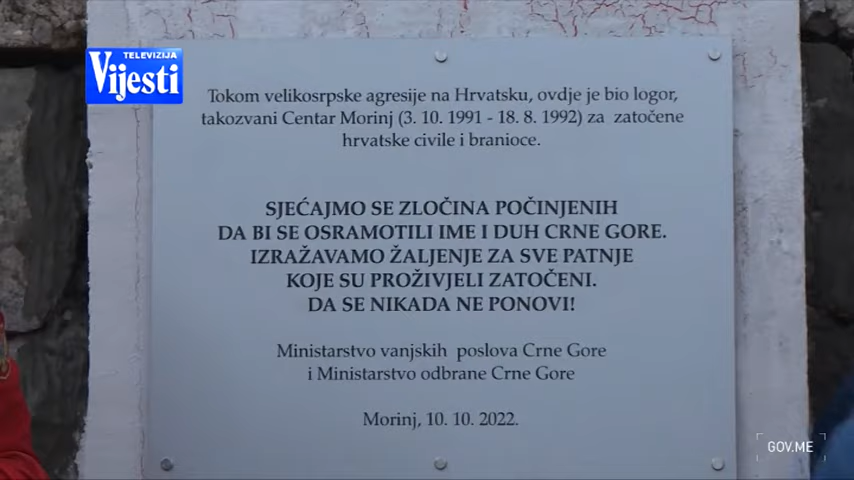 TELEVIZIJA
Vijesti
Tokom velikosrpske agresije na Hrvatsku, ovdje je bio logor,
takozvani Centar Morinj (3. 10. 1991 - 18. 8. 1992) za zatočene
hrvatske civile i branioce.
SJEĆAJMO SE ZLOČINA POČINJENIH
DA BI SE OSRAMOTILI IME I DUH CRNE GORE.
IZRAŽAVAMO ŽALJENJE ZA SVE PATNJE
KOJE SU PROŽIVJELI ZATOČENI.
DA SE NIKADA NE PONOVI!
Ministarstvo vanjskih poslova Crne Gore
i Ministarstvo odbrane Crne Gore
Morinj, 10. 10. 2022.
GOV.ME